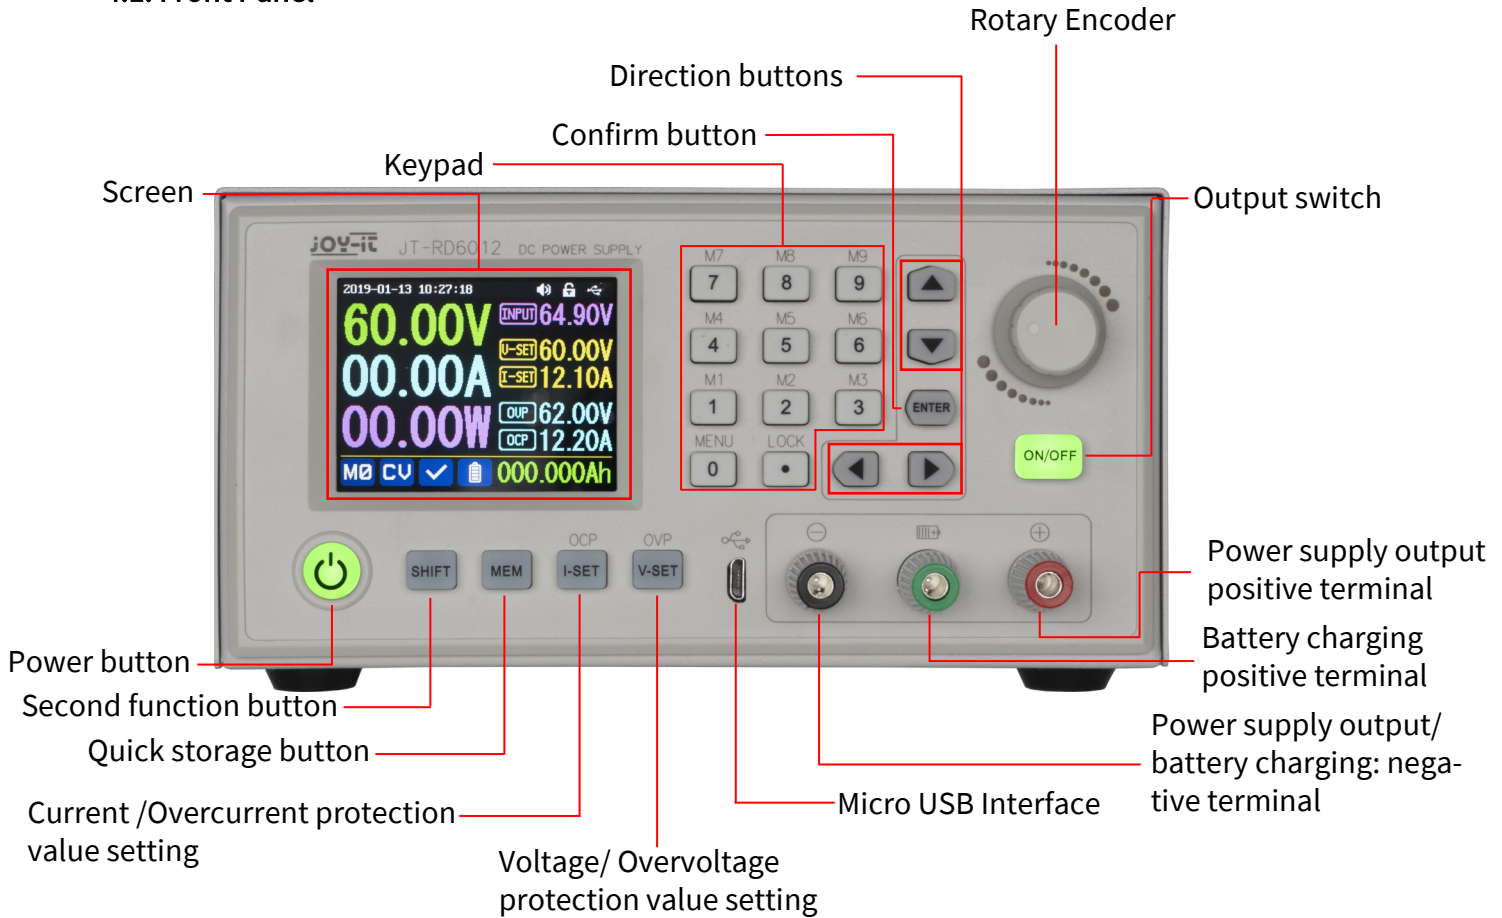 Rotary Encoder
Direction buttons
Confirm button
Keypad
Screen
Output switch
JOY-iT JT-RD6012 DC POWER SUPPLY
2019-01-13 10:27:18
60.00V
INPUT 64.90V
V-SET 60.00V
00.00A
I-SET 12.10A
OVP 62.00V
00.00W
OCP 12.20A
M0 CV 000.000Ah
M7 M8 M9
7 8 9
M4 M5 M6
4 5 6
M1 M2 M3
1 2 3
ENTER
MENU LOCK
0 •
ON/OFF
OCP OVP
SHIFT MEM I-SET V-SET
Power supply output
positive terminal
Battery charging
positive terminal
Power button
Second function button
Quick storage button
Power supply output/
battery charging: nega-
tive terminal
Micro USB Interface
Current /Overcurrent protection
value setting
Voltage/ Overvoltage
protection value setting